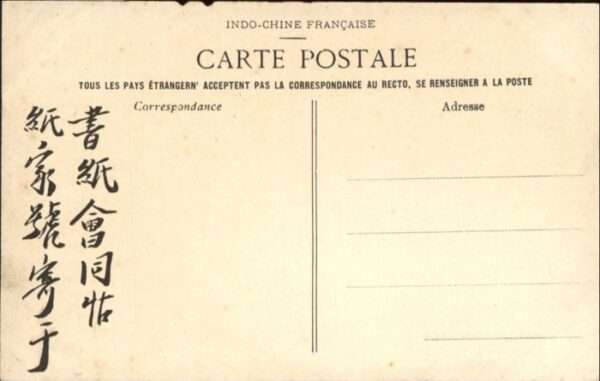 INDO-CHINE FRANÇAISE
CARTE POSTALE
TOUS LES PAYS ÉTRANGERN' ACCEPTENT PAS LA CORRESPONDANCE AU RECTO, SE RENSEIGNER A LA POSTE
Correspondance
Adresse
書紙會同帖
紙家號寄于